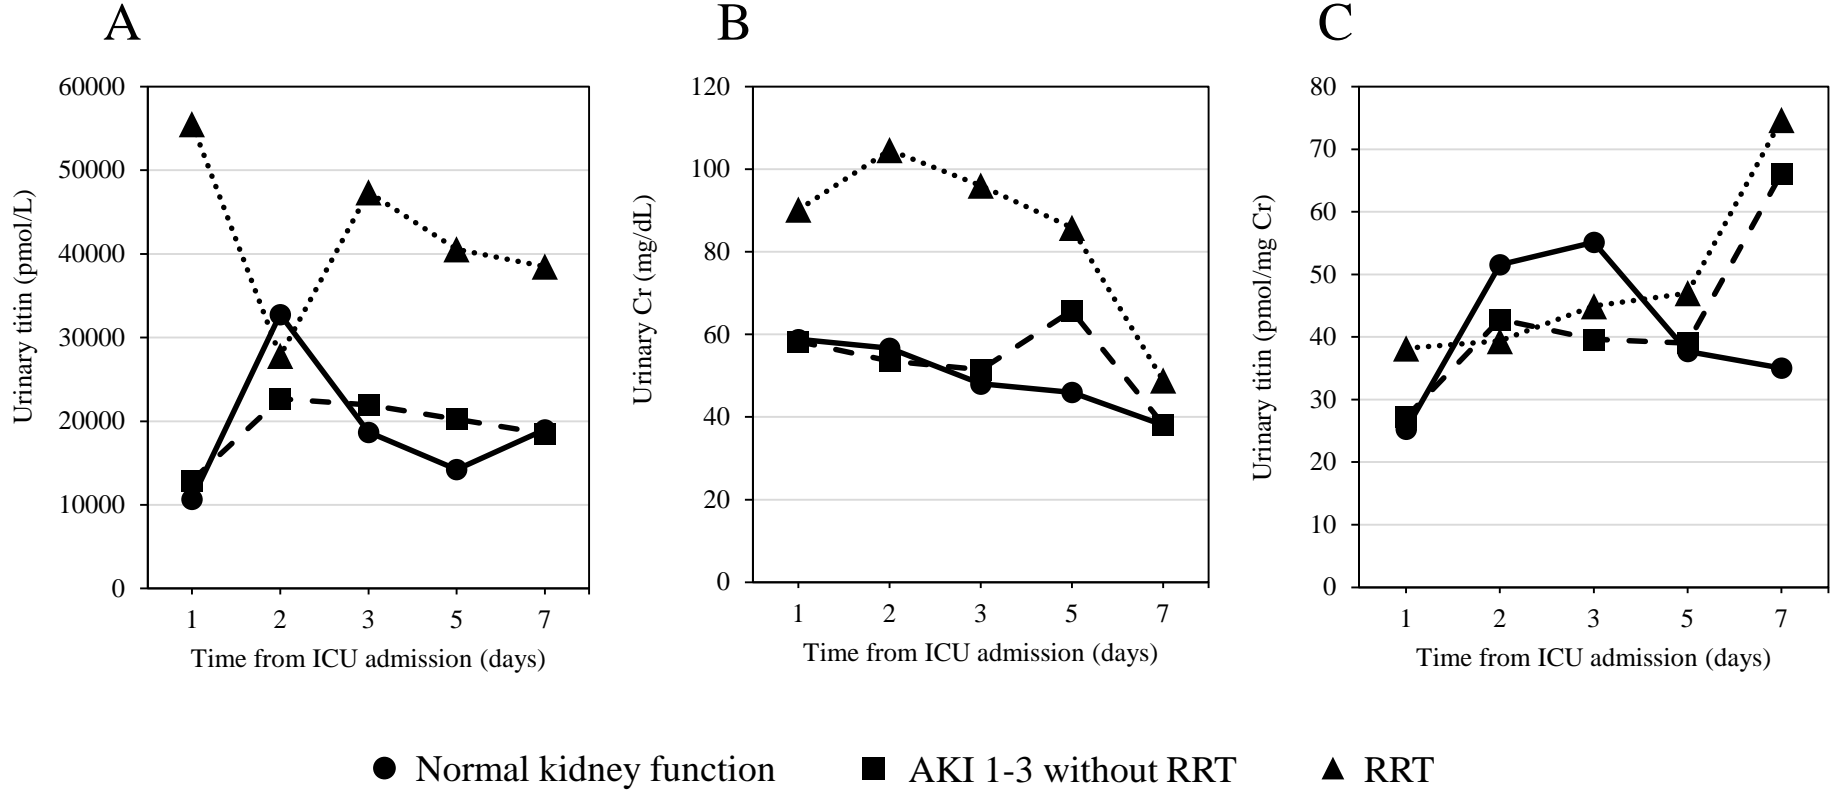 A
Urinary titin (pmol/L)
60000
50000
40000
30000
20000
10000
0
1 2 3 5 7
Time from ICU admission (days)
B
Urinary Cr (mg/dL)
120
100
80
60
40
20
0
1 2 3 5 7
Time from ICU admission (days)
C
Urinary titin (pmol/mg Cr)
80
70
60
50
40
30
20
10
0
1 2 3 5 7
Time from ICU admission (days)
Normal kidney function AKI 1-3 without RRT RRT